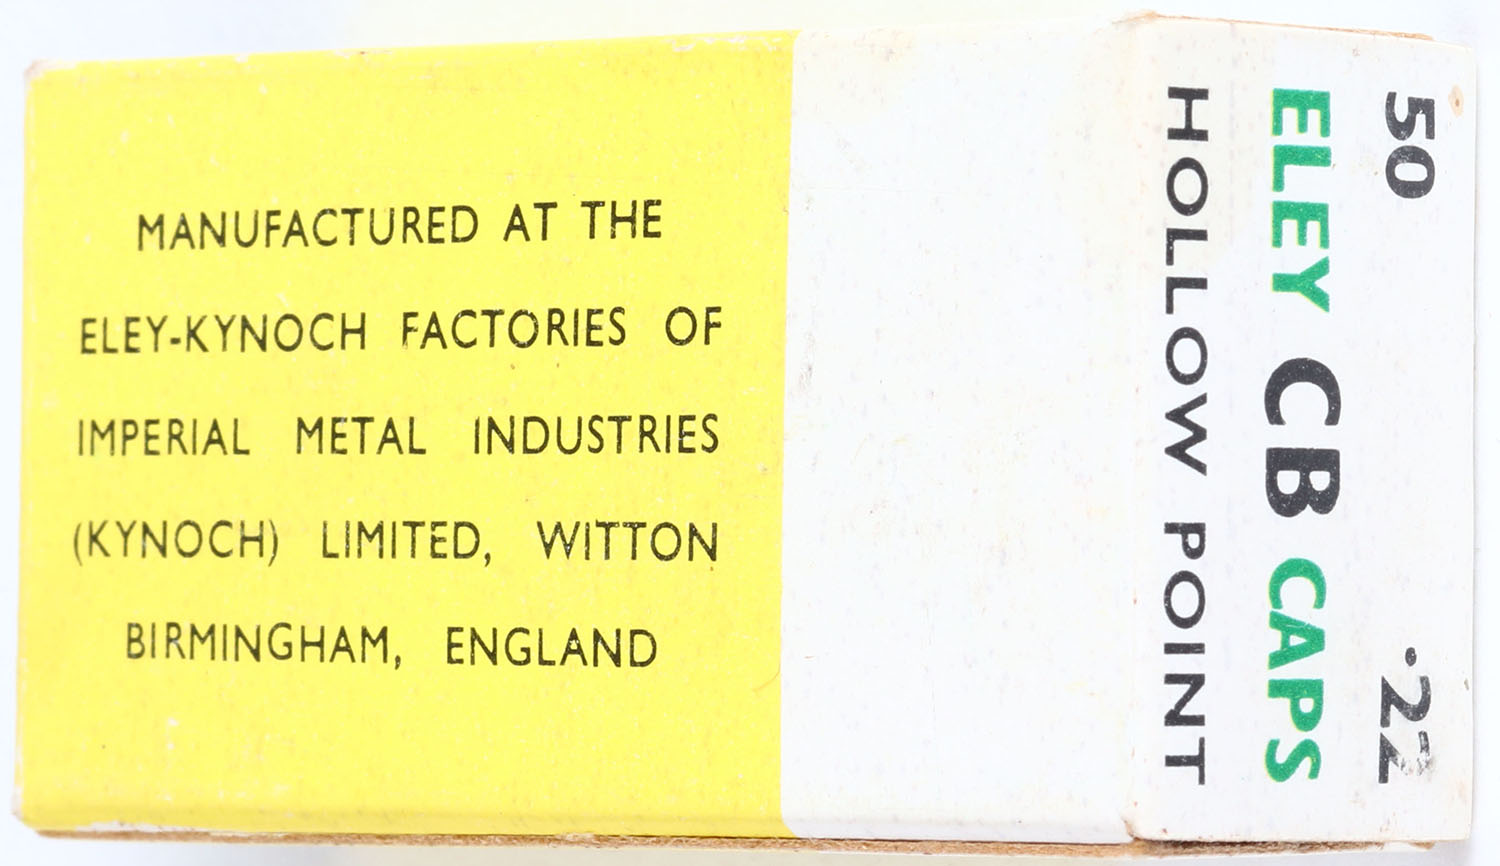 MANUFACTURED AT THE
ELEY-KYNOCH FACTORIES OF
IMPERIAL METAL INDUSTRIES
(KYNOCH) LIMITED, WITTON
BIRMINGHAM, ENGLAND
50 .22
ELEY CB CAPS
HOLLOW POINT